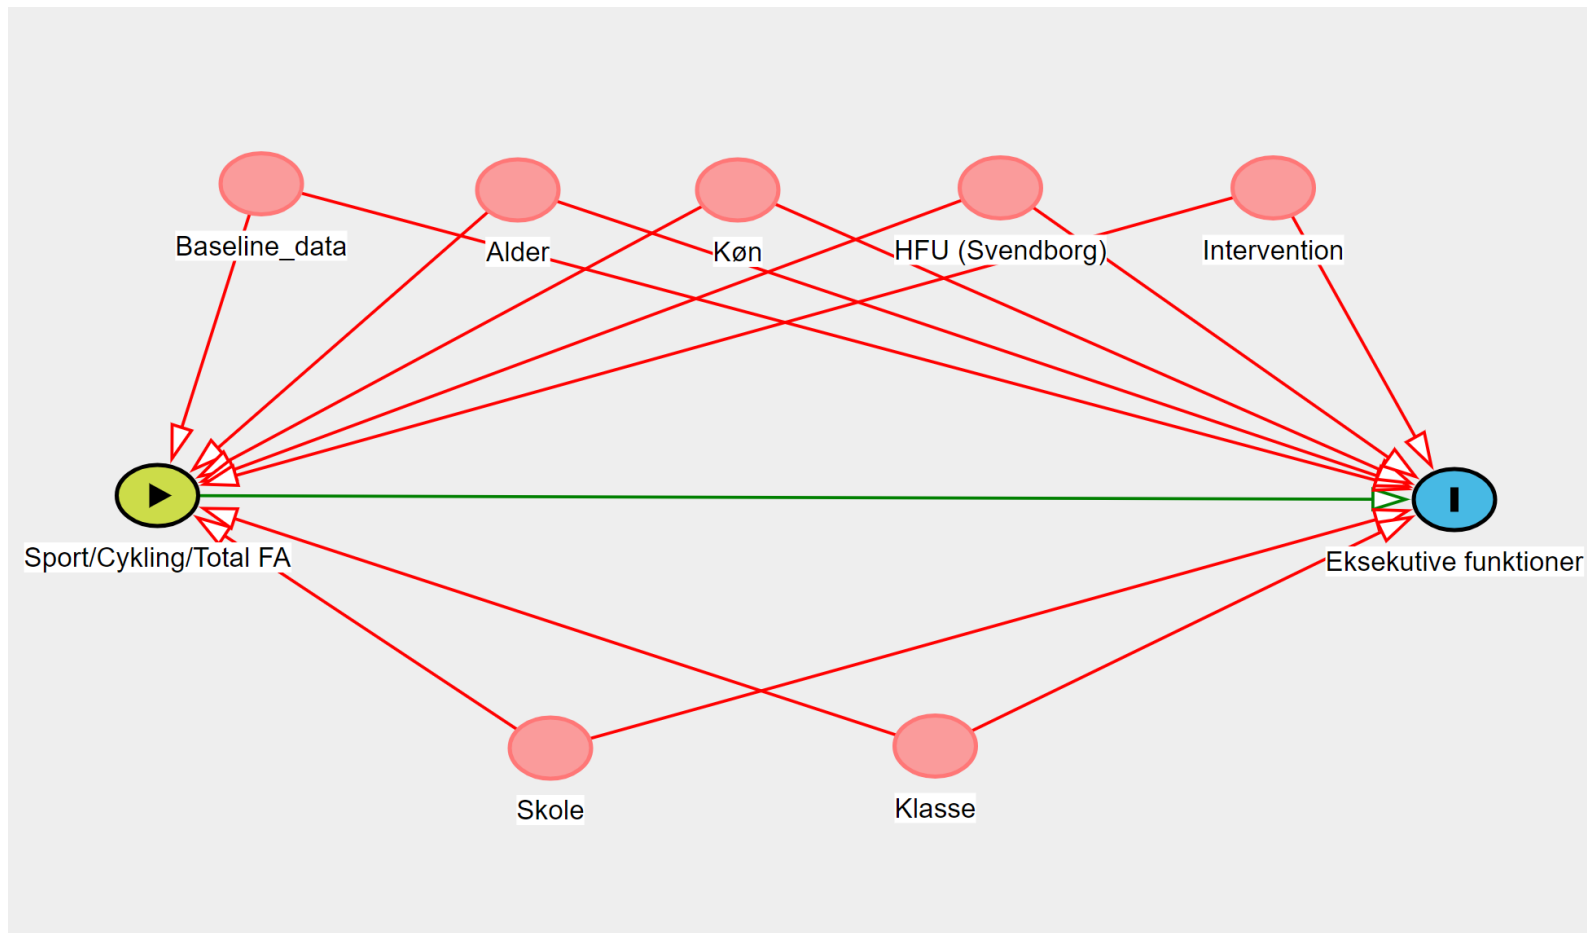 Baseline_data
Alder
Køn
HFU (Svendborg)
Intervention
Sport/Cykling/Total FA
Eksekutive funktioner
Skole
Klasse